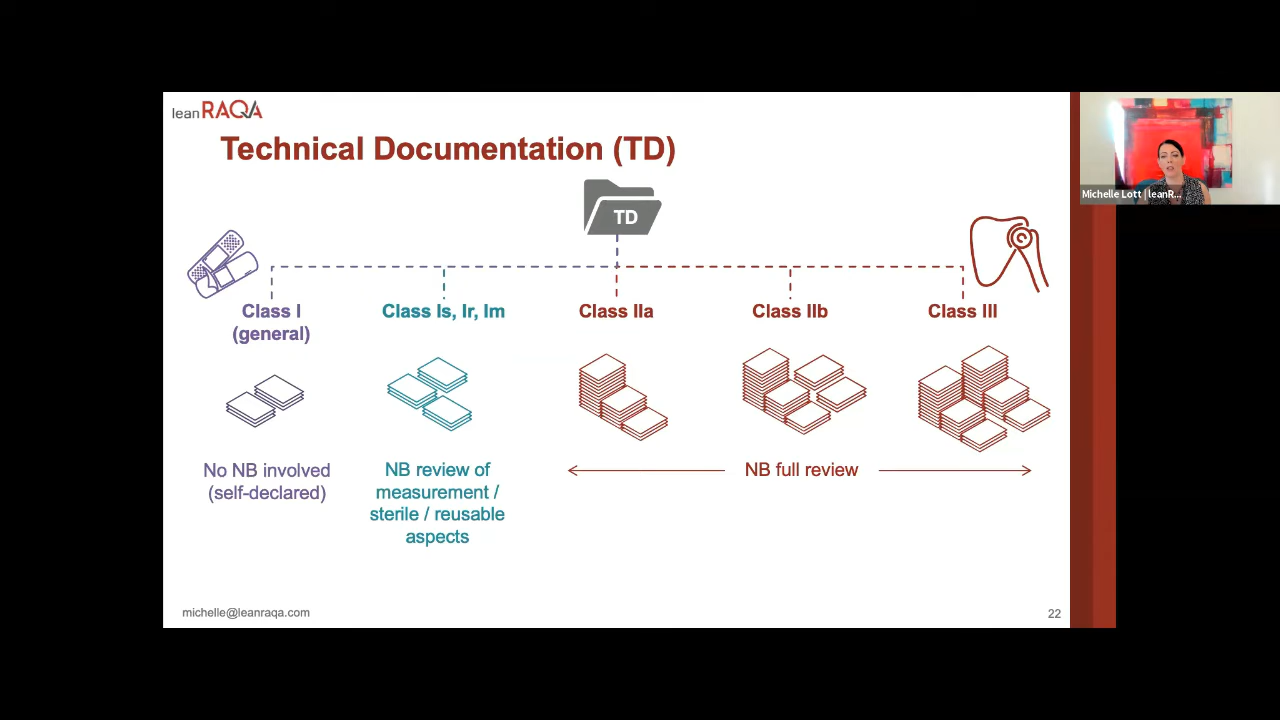 lean RAQA
Technical Documentation (TD)
TD
Michelle Lott | leanR...
Class I
(general)
Class Is, Ir, Im
Class IIa
Class IIb
Class III
No NB involved
(self-declared)
NB review of
measurement /
sterile / reusable
aspects
NB full review
michelle@leanraqa.com
22